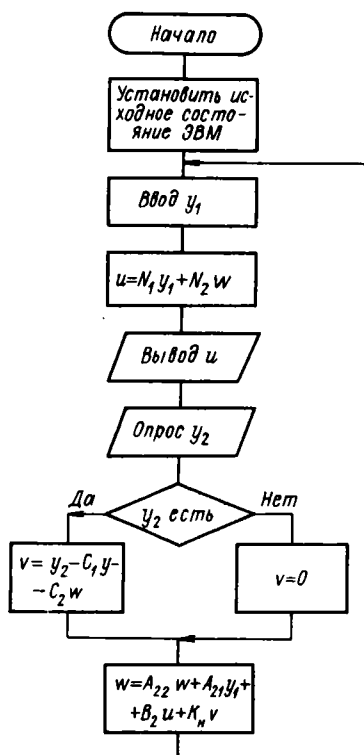 Начало
Установить ис-
ходное состо-
яние ЭВМ
Ввод y₁
u=N₁y₁+N₂w
Вывод u
Опрос y₂
Да
Нет
y₂ есть
v= y₂-C₁y-
-C₂w
v=0
w=A₂₂w+A₂₁y₁+
+B₂u+Kₙv